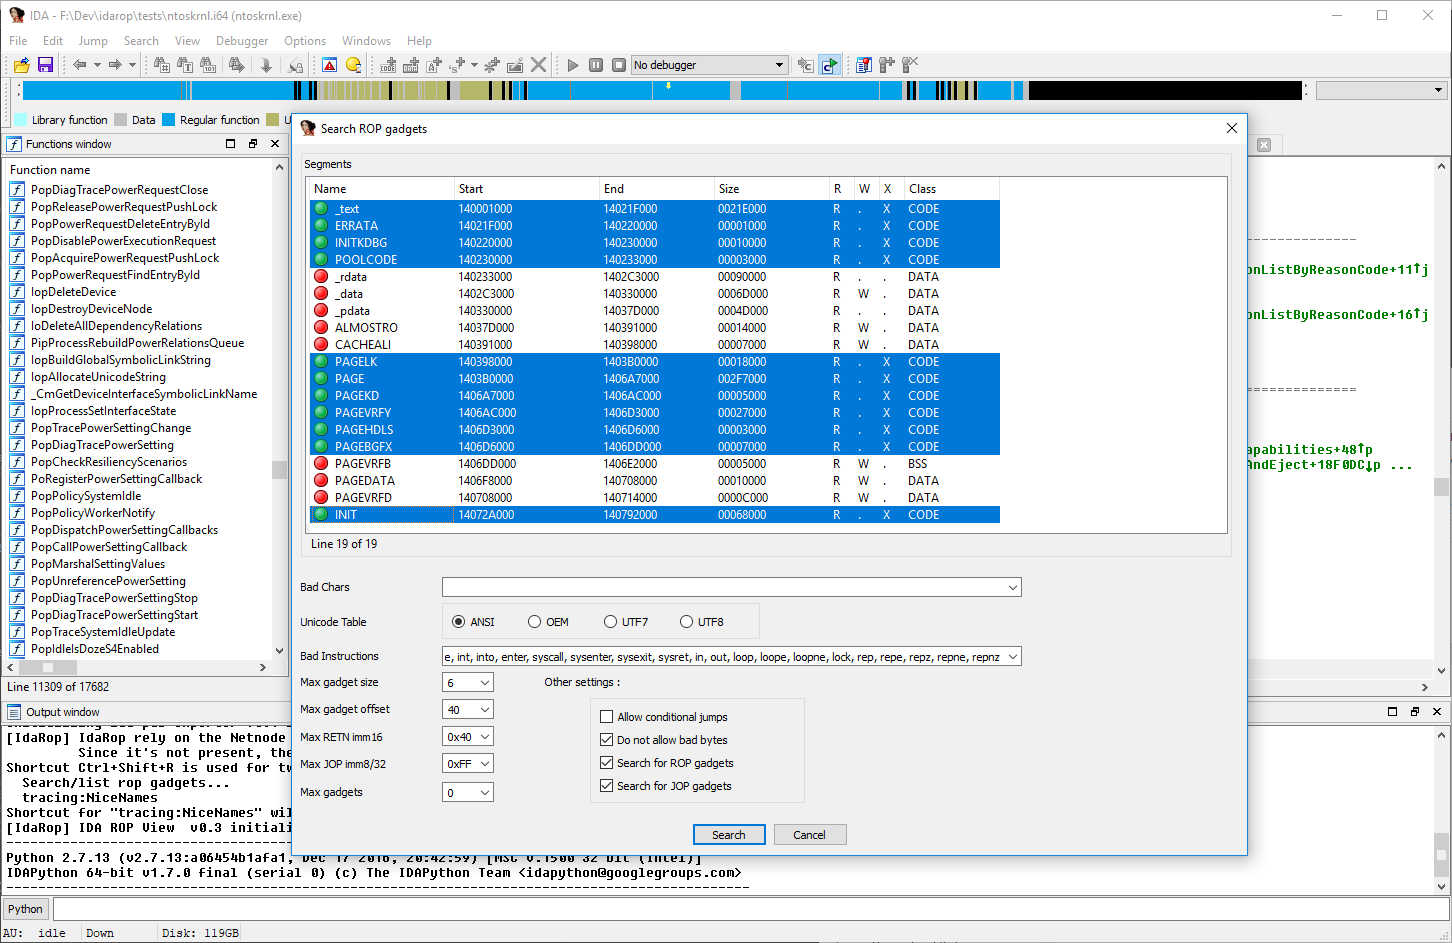 IDA - F:\Dev\idarop\tests\ntoskrnl.i64 (ntoskrnl.exe)
File Edit Jump Search View Debugger Options Windows Help
No debugger
Library function Data Regular function U
Functions window
Function name
PopDiagTracePowerRequestClose
PopReleasePowerRequestPushLock
PopPowerRequestDeleteEntryById
PopDisablePowerExecutionRequest
PopAcquirePowerRequestPushLock
PopPowerRequestFindEntryById
IopDeleteDevice
IopDestroyDeviceNode
IoDeleteAllDependencyRelations
PipProcessRebuildPowerRelationsQueue
IopBuildGlobalSymbolicLinkString
IopAllocateUnicodeString
_CmGetDeviceInterfaceSymbolicLinkName
IopProcessSetInterfaceState
PopTracePowerSettingChange
PopDiagTracePowerSetting
PopCheckResiliencyScenarios
PoRegisterPowerSettingCallback
PopPolicySystemIdle
PopPolicyWorkerNotify
PopDispatchPowerSettingCallbacks
PopCallPowerSettingCallback
PopMarshalSettingValues
PopUnreferencePowerSetting
PopDiagTracePowerSettingStop
PopDiagTracePowerSettingStart
PopTraceSystemIdleUpdate
PopIdleIsDozeS4Enabled
Line 11309 of 17682
Search ROP gadgets
Segments
Name Start End Size R W X Class
_text 140001000 14021F000 0021E000 R . X CODE
ERRATA 14021F000 140220000 00001000 R . X CODE
INITKDBG 140220000 140230000 00010000 R . X CODE
POOLCODE 140230000 140233000 00003000 R . X CODE
_rdata 140233000 1402C3000 00090000 R . . DATA
_data 1402C3000 140330000 0006D000 R W . DATA
_pdata 140330000 14037D000 0004D000 R . . DATA
ALMOSTRO 14037D000 140391000 00014000 R W . DATA
CACHEALI 140391000 140398000 00007000 R W . DATA
PAGELK 140398000 1403B0000 00018000 R . X CODE
PAGE 1403B0000 1406A7000 002F7000 R . X CODE
PAGEKD 1406A7000 1406AC000 00005000 R . X CODE
PAGEVRFY 1406AC000 1406D3000 00027000 R . X CODE
PAGEHDLS 1406D3000 1406D6000 00003000 R . X CODE
PAGEBGFX 1406D6000 1406DD000 00007000 R . X CODE
PAGEVRFB 1406DD000 1406E2000 00005000 R W . BSS
PAGEDATA 1406F8000 140708000 00010000 R W . DATA
PAGEVRFD 140708000 140714000 0000C000 R W . DATA
INIT 14072A000 140792000 00068000 R . X CODE
Line 19 of 19
Bad Chars
Unicode Table ANSI OEM UTF7 UTF8
Bad Instructions e, int, into, enter, syscall, sysenter, sysexit, sysret, in, out, loop, loope, loopne, lock, rep, repe, repz, repne, repnz
Max gadget size 6 Other settings :
Max gadget offset 40
Allow conditional jumps
Max RETN imm16 0x40
Do not allow bad bytes
Max JOP imm8/32 0xFF
Search for ROP gadgets
Max gadgets 0
Search for JOP gadgets
Search Cancel
onListByReasonCode+11↑j
onListByReasonCode+16↑j
apabilities+48↑p
AndEject+18F0DC↓p ...
Output window
[IdaRop] IdaRop rely on the Netnode
Since it's not present, the
Shortcut Ctrl+Shift+R is used for tw
Search/list rop gadgets...
tracing:NiceNames
Shortcut for "tracing:NiceNames" wil
[IdaRop] IDA ROP View v0.3 initiali
Python 2.7.13 (v2.7.13:a06454b1afa1, Dec 17 2016, 20:42:59) [MSC v.1500 32 bit (Intel)]
IDAPython 64-bit v1.7.0 final (serial 0) (c) The IDAPython Team <idapython@googlegroups.com>
Python
AU: idle Down Disk: 119GB